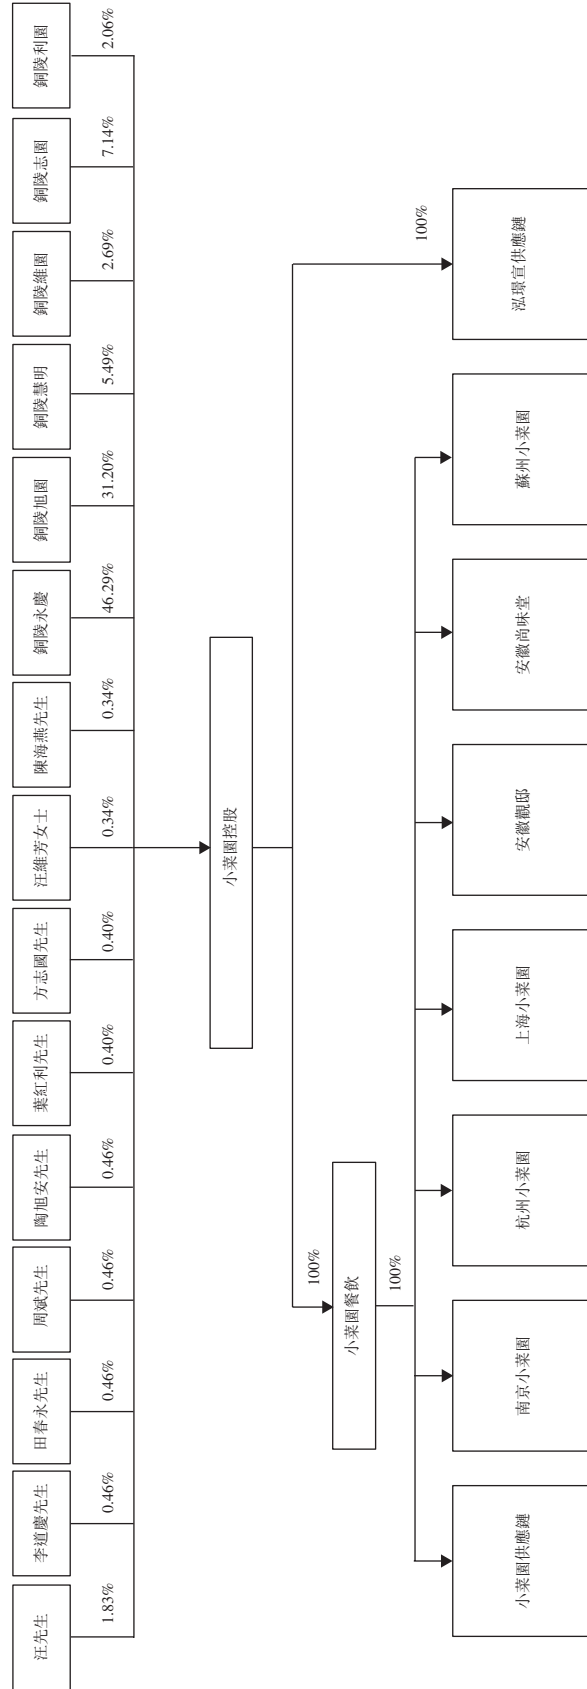 汪先生
李道慶先生
田春永先生
周斌先生
陶旭安先生
葉紅利先生
方志國先生
汪維芳女士
陳海燕先生
銅陵永慶
銅陵旭園
銅陵慧明
銅陵維園
銅陵志園
銅陵利園
1.83%
0.46%
0.46%
0.46%
0.46%
0.40%
0.40%
0.34%
0.34%
46.29%
31.20%
5.49%
2.69%
7.14%
2.06%
小菜園控股
100%
100%
小菜園餐飲
100%
小菜園供應鏈
南京小菜園
杭州小菜園
上海小菜園
安徽觀邸
安徽尚味堂
蘇州小菜園
泓璟宣供應鏈